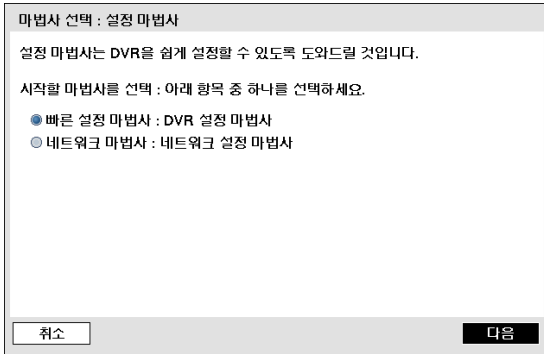 마법사 선택 : 설정 마법사
설정 마법사는 DVR을 쉽게 설정할 수 있도록 도와드릴 것입니다.
시작할 마법사를 선택 : 아래 항목 중 하나를 선택하세요.
빠른 설정 마법사 : DVR 설정 마법사
네트워크 마법사 : 네트워크 설정 마법사
취소
다음